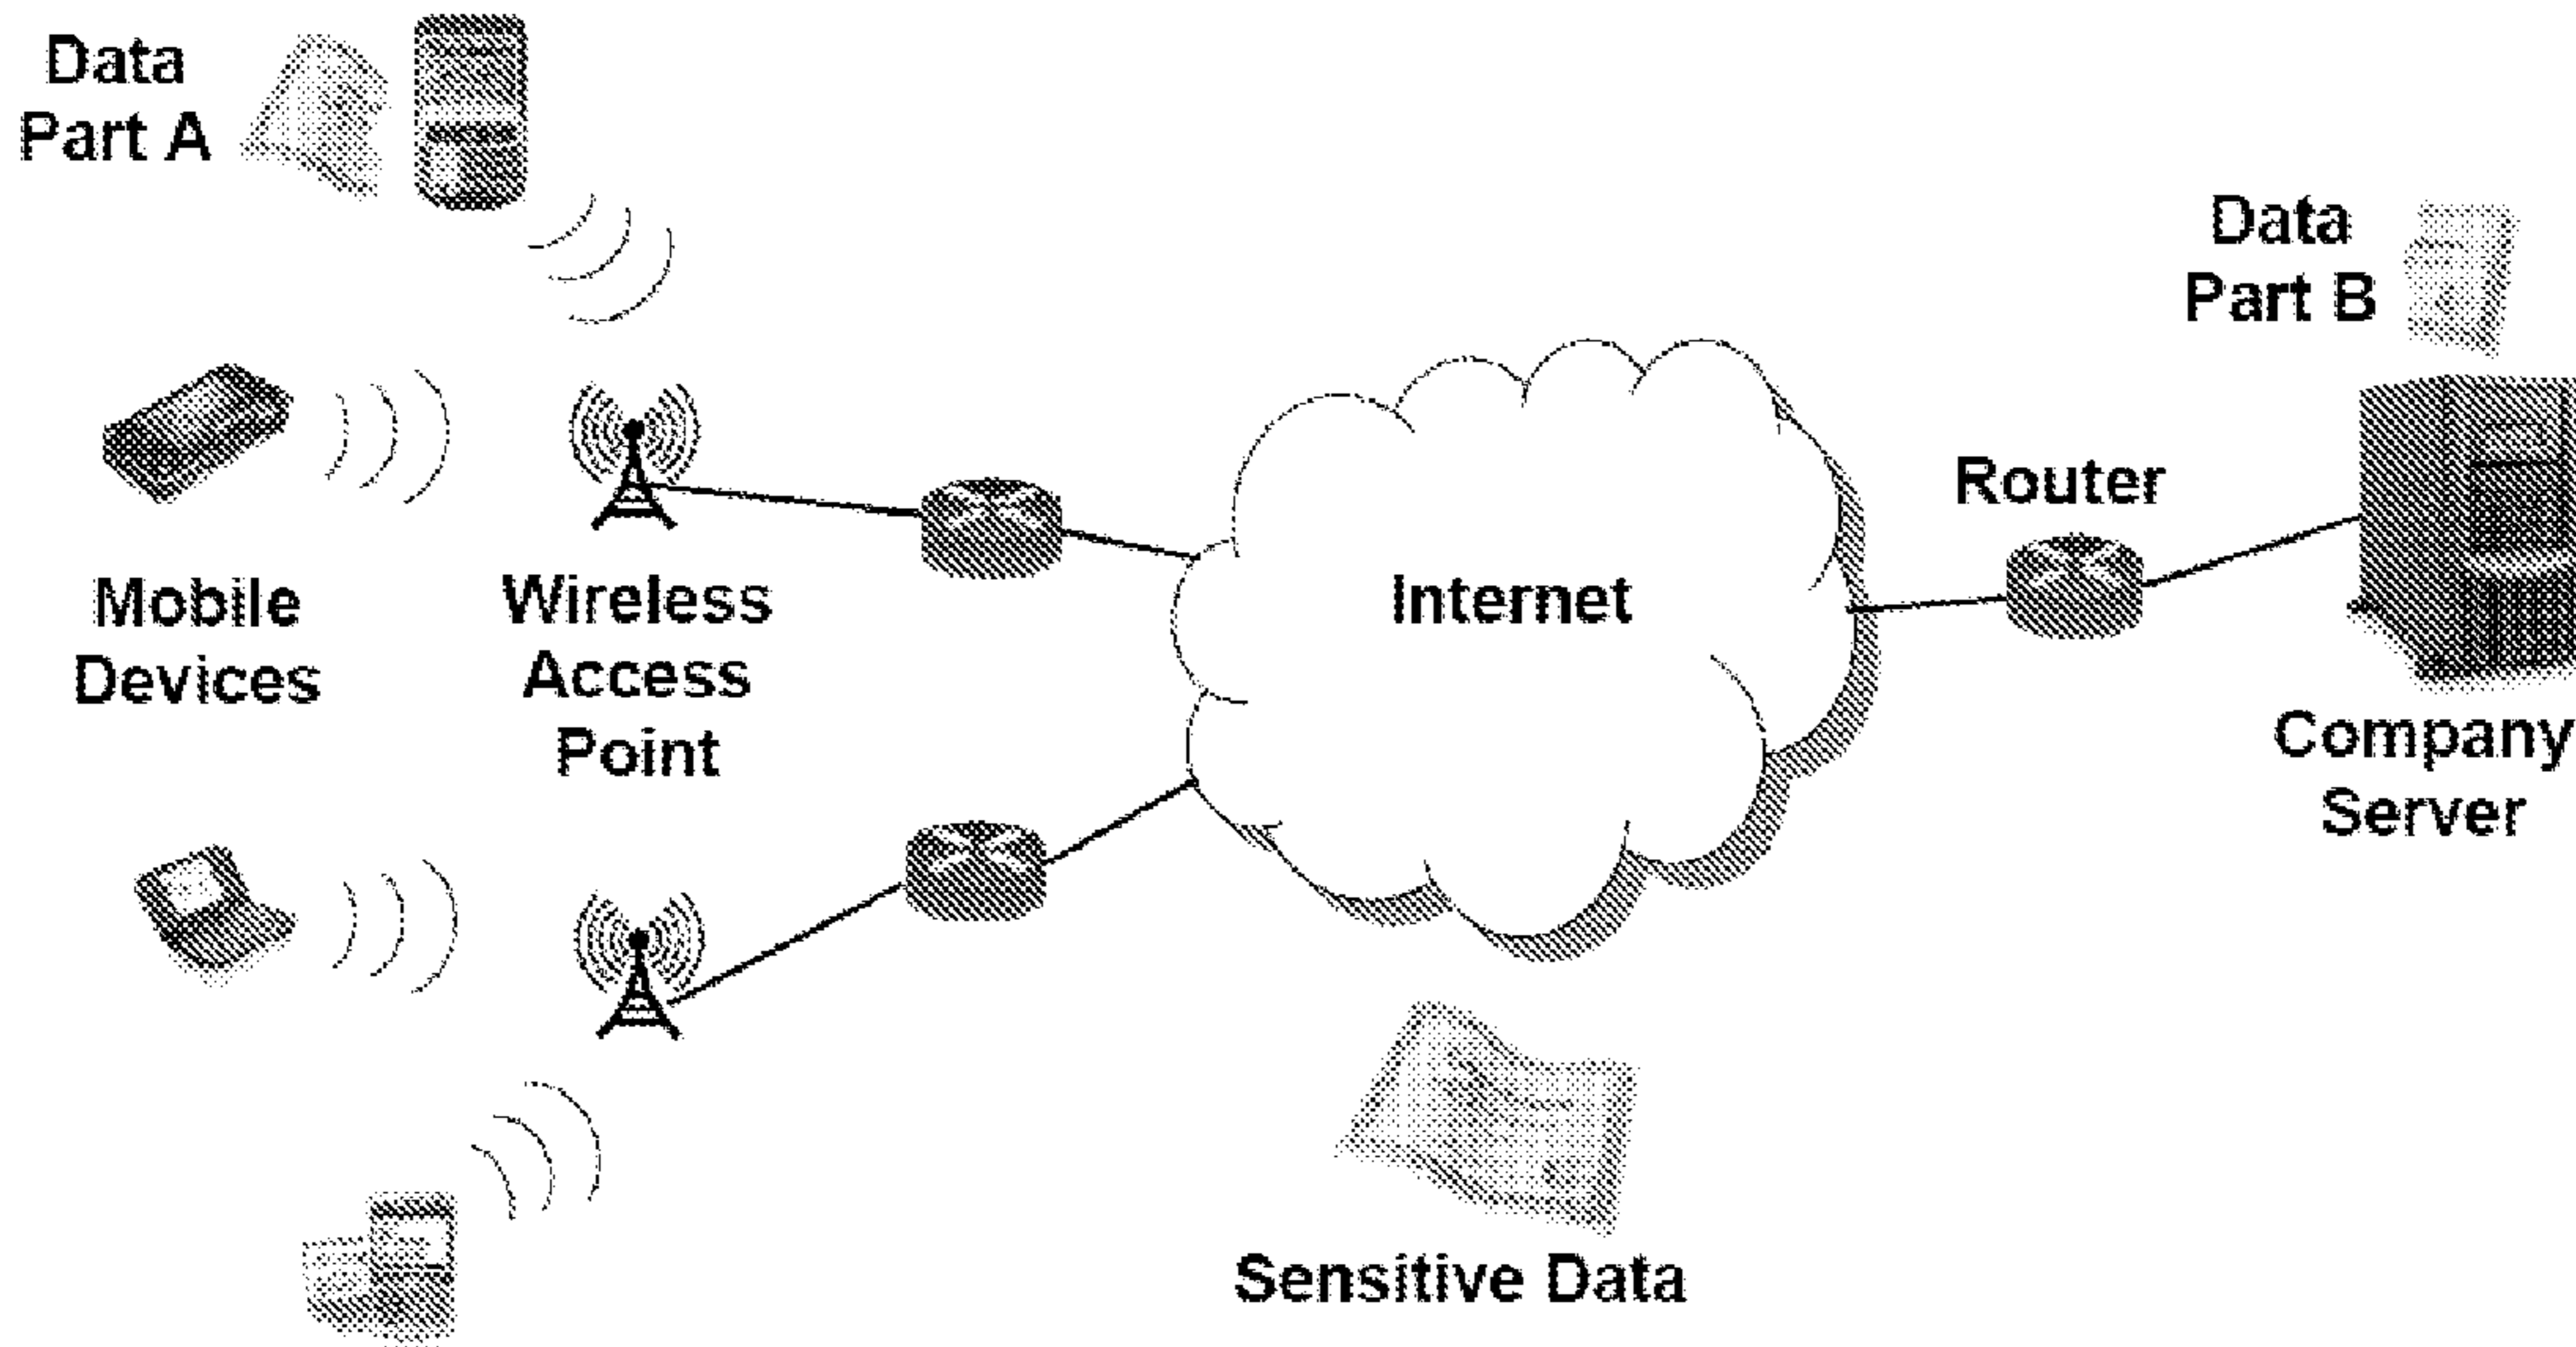 Data
Part A
Data
Part B
Router
Internet
Mobile
Devices
Wireless
Access
Point
Company
Server
Sensitive Data